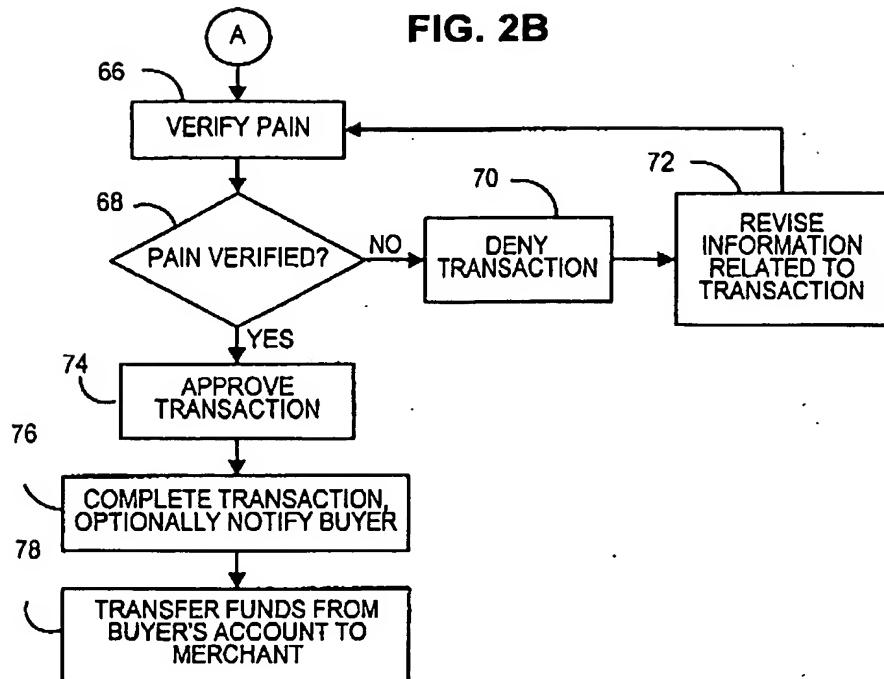 FIG. 2B
A
66
VERIFY PAIN
68
PAIN VERIFIED?
NO
YES
70
DENY
TRANSACTION
72
REVISE
INFORMATION
RELATED TO
TRANSACTION
74
APPROVE
TRANSACTION
76
COMPLETE TRANSACTION,
OPTIONALLY NOTIFY BUYER
78
TRANSFER FUNDS FROM
BUYER'S ACCOUNT TO
MERCHANT